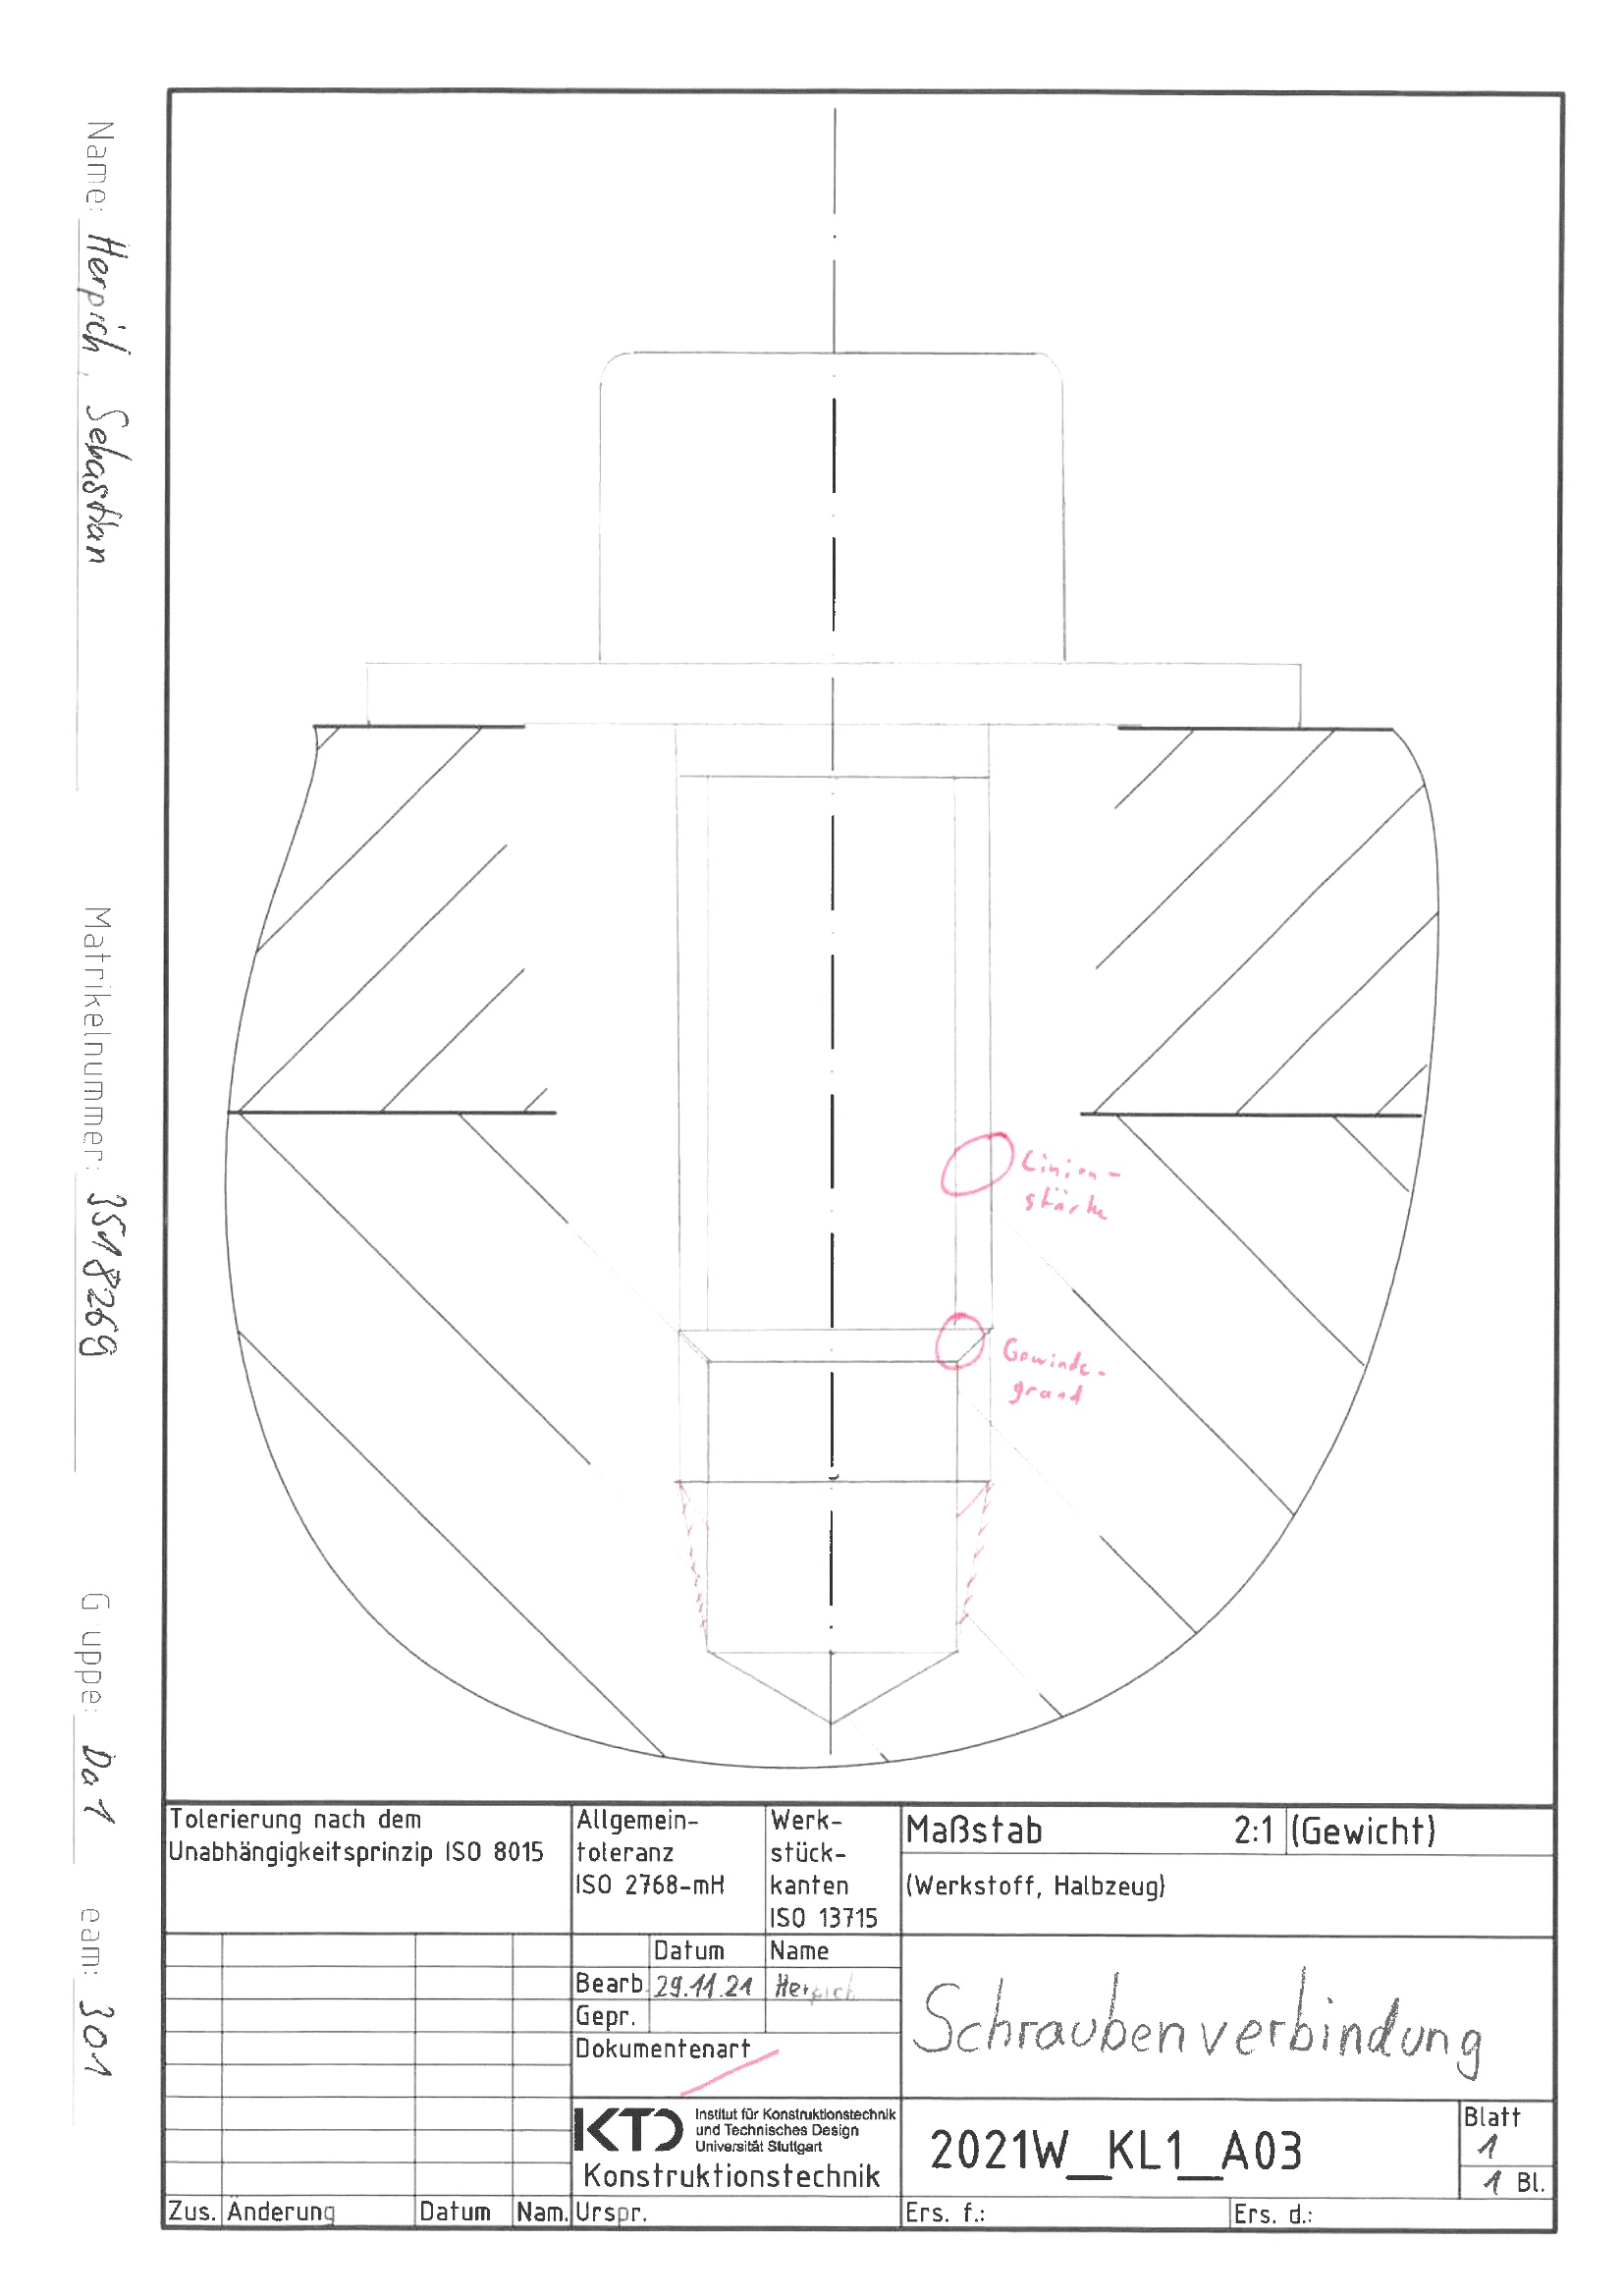 Name: Herpich, Sebastian
Matrikelnummer: 3518269
G uppe: Da 1
eam: 301
Linien-
stärke
Gewinde-
grund
Tolerierung nach dem
Unabhängigkeitsprinzip ISO 8015
Allgemein-
toleranz
ISO 2768-mH
Werk-
stück-
kanten
ISO 13715
Maßstab 2:1 (Gewicht)
(Werkstoff, Halbzeug)
Datum Name
Bearb. 29.11.21 Herpich
Gepr.
Dokumentenart
Schraubenverbindung
KTD Institut für Konstruktionstechnik
und Technisches Design
Universität Stuttgart
Konstruktionstechnik
2021W_KL1_A03
Blatt
1
1 Bl.
Zus. Änderung Datum Nam. Urspr. Ers. f.: Ers. d.: